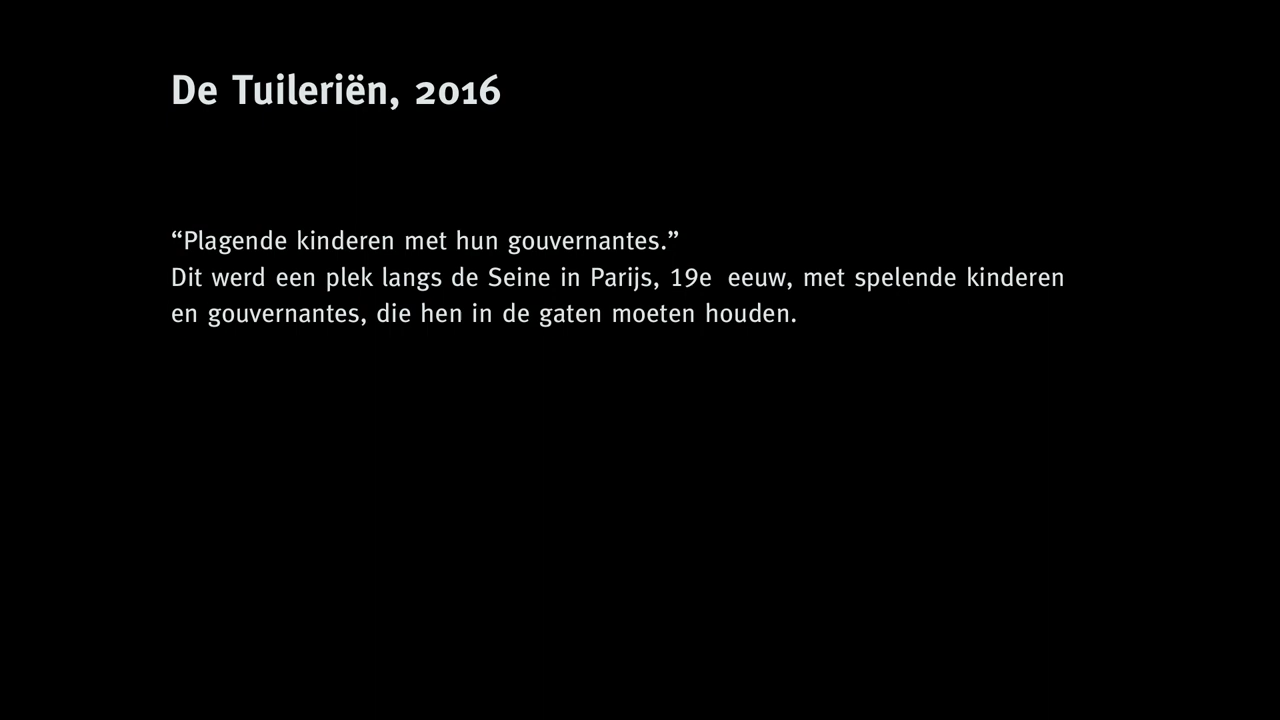 De Tuileriën, 2016
“Plagende kinderen met hun gouvernantes.”
Dit werd een plek langs de Seine in Parijs, 19e eeuw, met spelende kinderen
en gouvernantes, die hen in de gaten moeten houden.